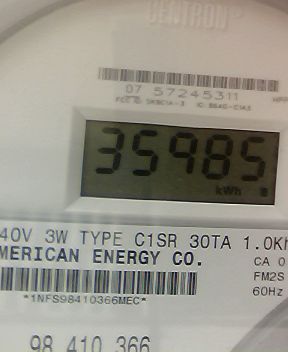 CENTRON®
07 57245311
35985
kWh
40V 3W TYPE C1SR 30TA 1.0Kh
MERICAN ENERGY CO.
CA 0
FM2S
60Hz
*1NFS98410366MEC*
98 410 366